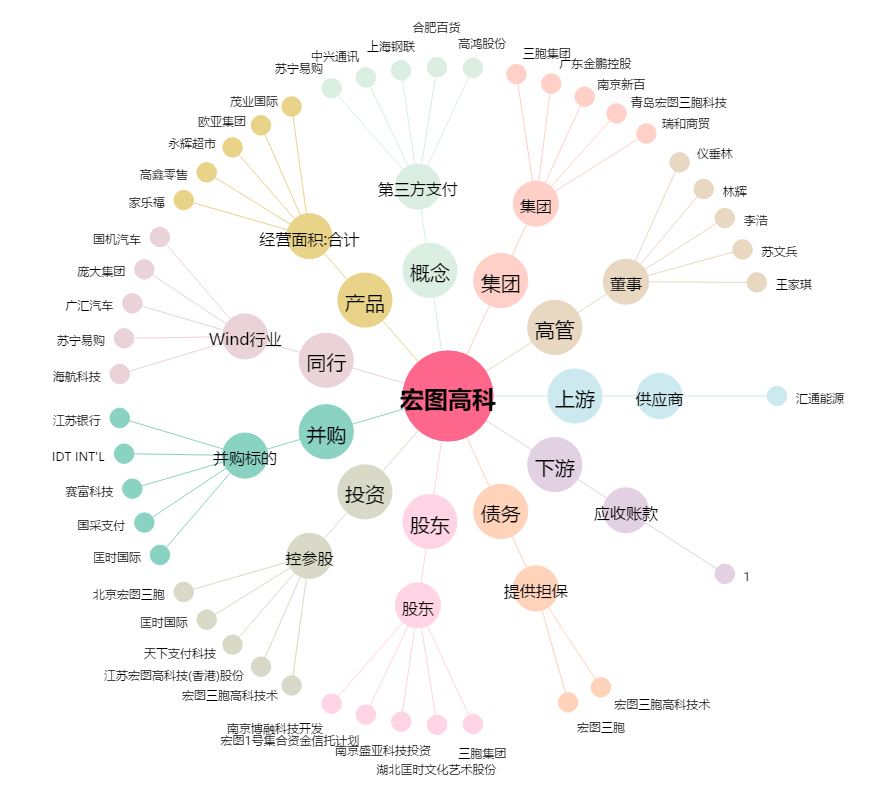 宏图高科
概念
第三方支付
苏宁易购
中兴通讯
上海钢联
合肥百货
高鸿股份
集团
集团
三胞集团
广东金鹏控股
南京新百
青岛宏图三胞科技
瑞和商贸
高管
董事
仪垂林
林辉
李浩
苏文兵
王家琪
上游
供应商
汇通能源
下游
应收账款
1
债务
提供担保
宏图三胞高科技术
宏图三胞
股东
股东
三胞集团
湖北匡时文化艺术股份
南京盛亚科技投资
宏图1号集合资金信托计划
南京博融科技开发
投资
控参股
宏图三胞高科技术
江苏宏图高科技(香港)股份
天下支付科技
匡时国际
北京宏图三胞
并购
并购标的
匡时国际
国采支付
赛富科技
IDT INT'L
江苏银行
同行
Wind行业
海航科技
苏宁易购
广汇汽车
庞大集团
国机汽车
产品
经营面积:合计
家乐福
高鑫零售
永辉超市
欧亚集团
茂业国际